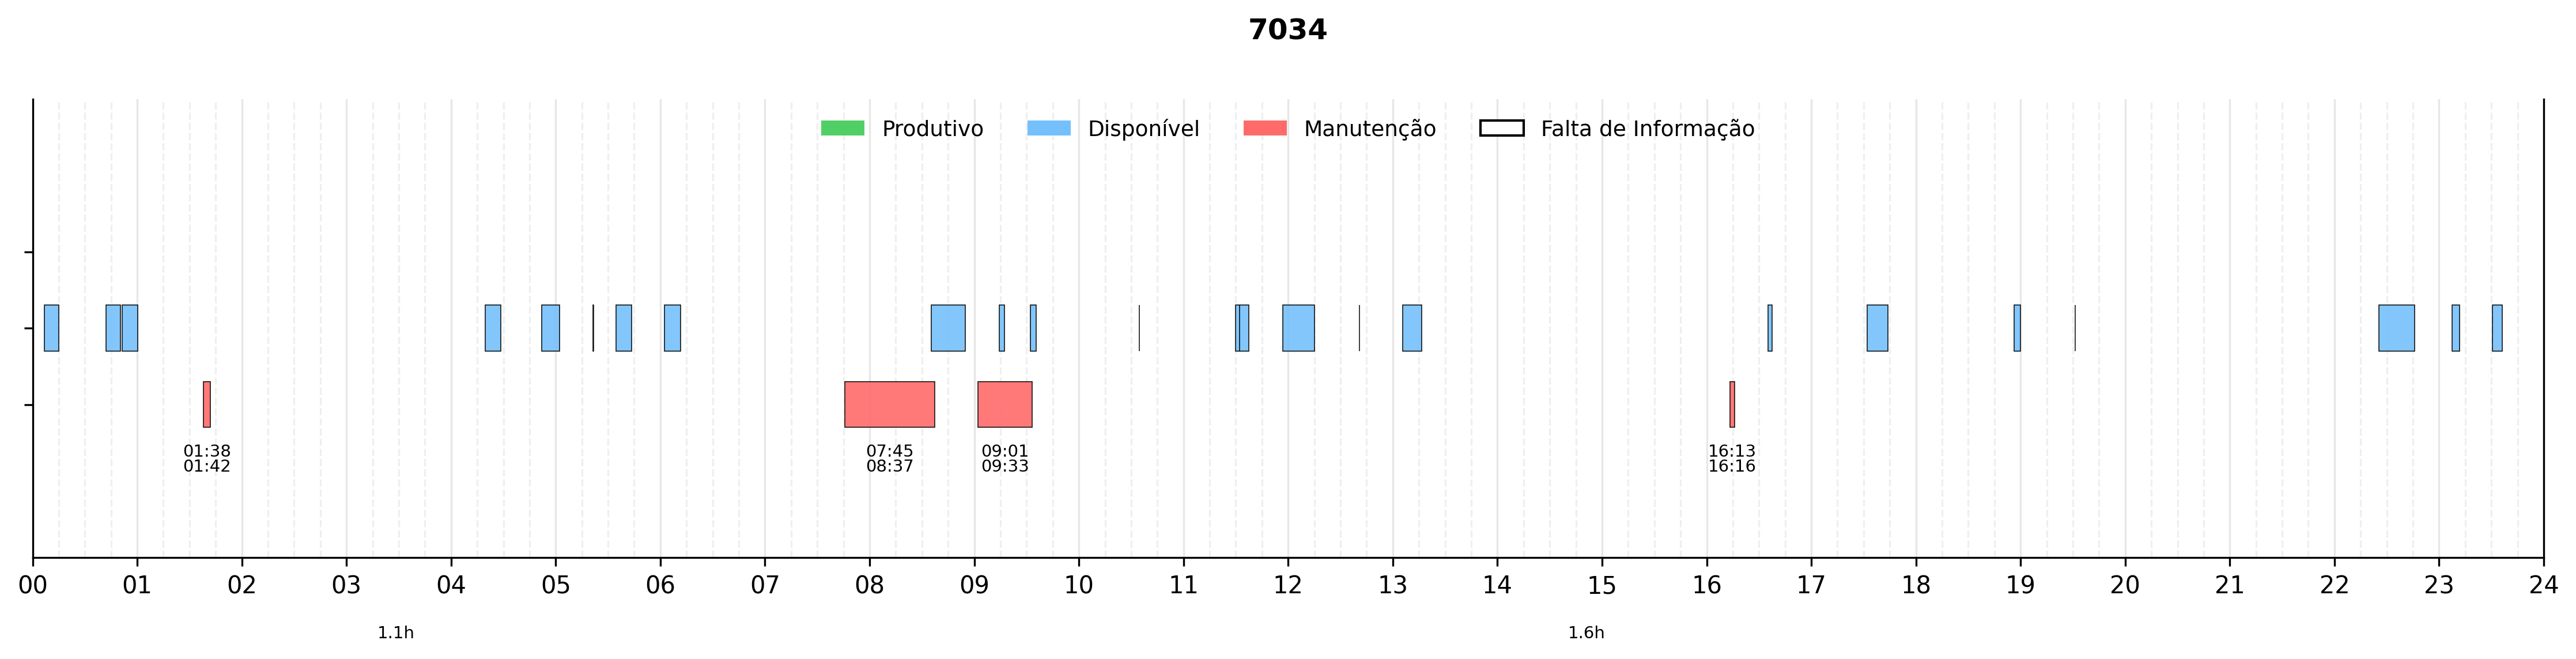 7034
Produtivo Disponível Manutenção Falta de Informação
01:38 07:45 09:01 16:13
01:42 08:37 09:33 16:16
00 01 02 03 04 05 06 07 08 09 10 11 12 13 14 15 16 17 18 19 20 21 22 23 24
1.1h 1.6h